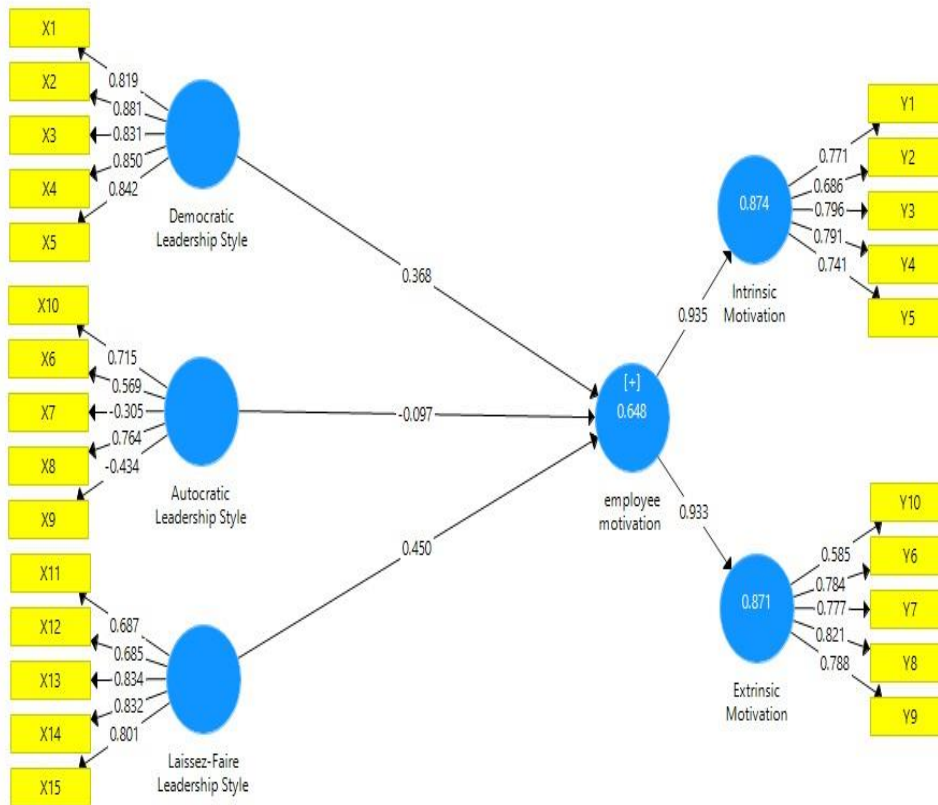 X1
X2
X3
X4
X5
0.819
0.881
0.831
0.850
0.842
Democratic
Leadership Style
X10
X6
X7
X8
X9
0.715
0.569
-0.305
0.764
-0.434
Autocratic
Leadership Style
X11
X12
X13
X14
X15
0.687
0.685
0.834
0.832
0.801
Laissez-Faire
Leadership Style
0.368
-0.097
0.450
[+]
0.648
employee
motivation
0.935
0.933
0.874
Intrinsic
Motivation
0.771
0.686
0.796
0.791
0.741
Y1
Y2
Y3
Y4
Y5
0.871
Extrinsic
Motivation
0.585
0.784
0.777
0.821
0.788
Y10
Y6
Y7
Y8
Y9